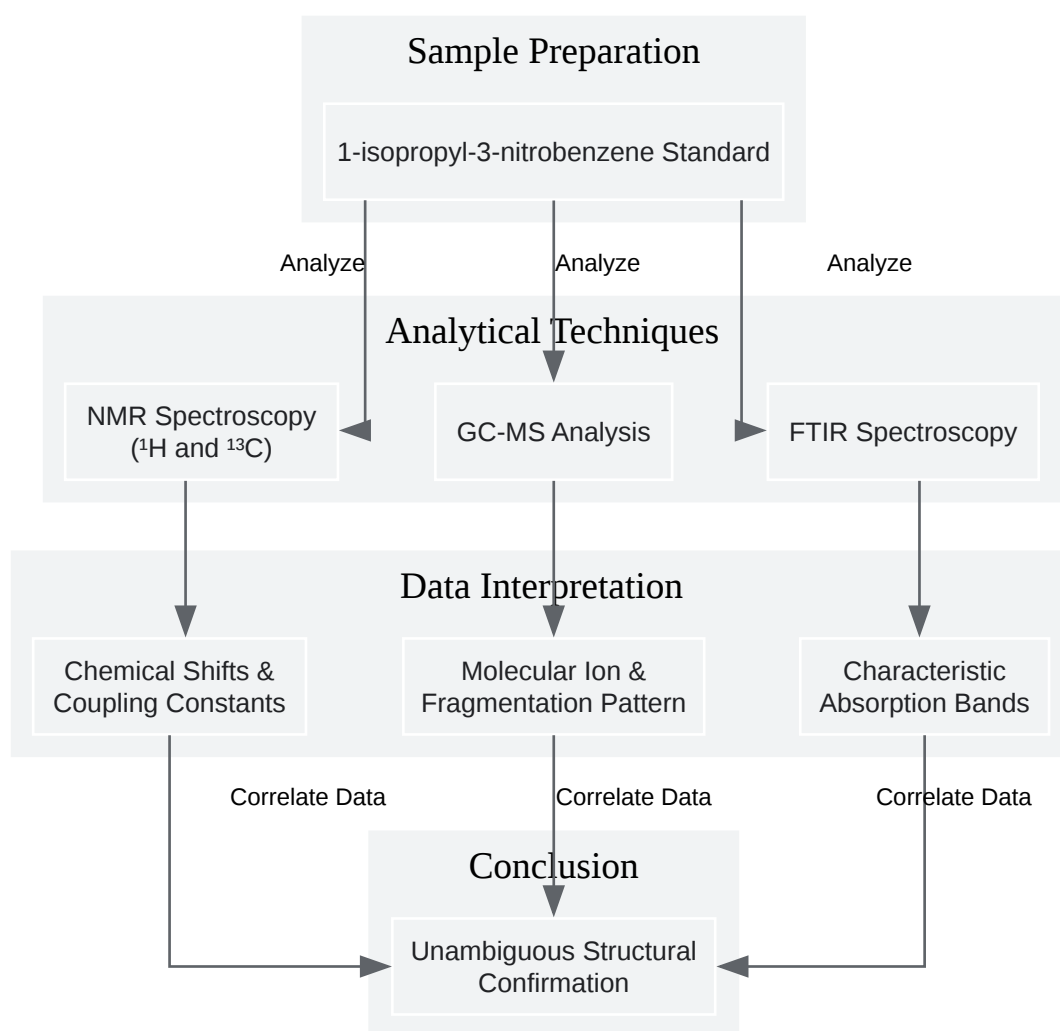 Sample Preparation
1-isopropyl-3-nitrobenzene Standard
Analyze
Analyze
Analyze
Analytical Techniques
NMR Spectroscopy
(¹H and ¹³C)
GC-MS Analysis
FTIR Spectroscopy
Data Interpretation
Chemical Shifts &
Coupling Constants
Molecular Ion &
Fragmentation Pattern
Characteristic
Absorption Bands
Correlate Data
Correlate Data
Correlate Data
Conclusion
Unambiguous Structural
Confirmation